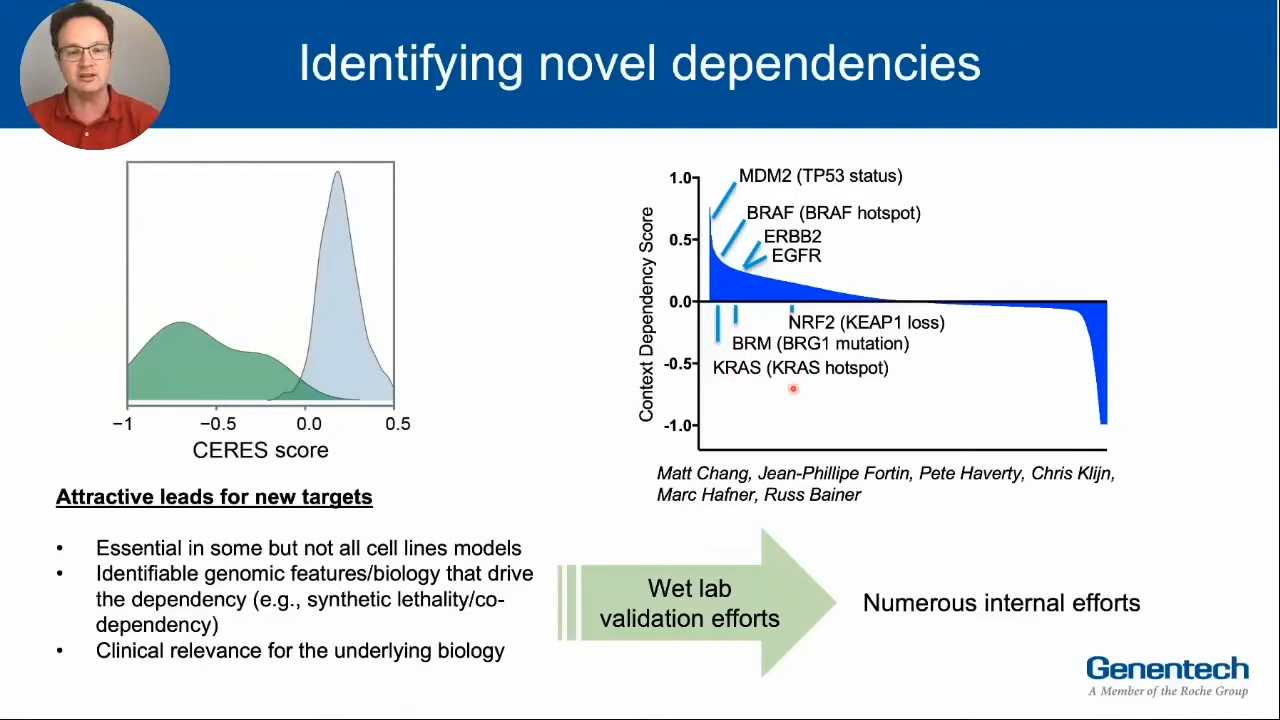 Identifying novel dependencies
−1
−0.5
0.0
0.5
CERES score
1.0
0.5
0.0
-0.5
-1.0
Context Dependency Score
MDM2 (TP53 status)
BRAF (BRAF hotspot)
ERBB2
EGFR
NRF2 (KEAP1 loss)
BRM (BRG1 mutation)
KRAS (KRAS hotspot)
Matt Chang, Jean-Phillipe Fortin, Pete Haverty, Chris Klijn,
Marc Hafner, Russ Bainer
Attractive leads for new targets
• Essential in some but not all cell lines models
• Identifiable genomic features/biology that drive
the dependency (e.g., synthetic lethality/co-
dependency)
• Clinical relevance for the underlying biology
Wet lab
validation efforts
Numerous internal efforts
Genentech
A Member of the Roche Group